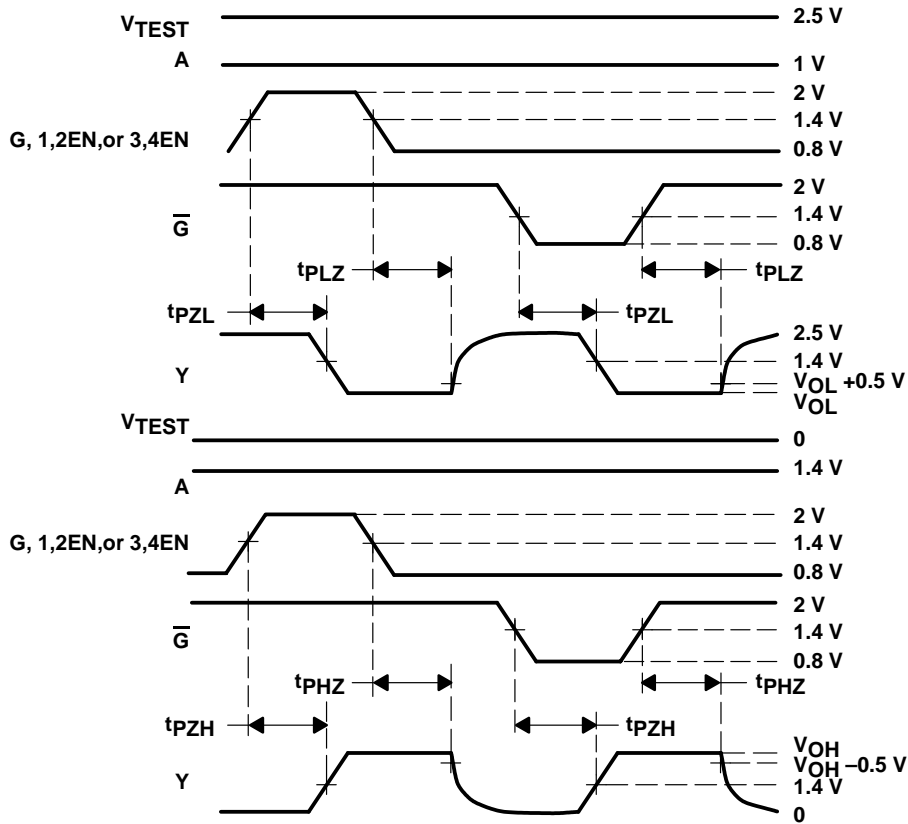 VTEST 2.5 V
A 1 V
2 V
G, 1,2EN,or 3,4EN 1.4 V
0.8 V
2 V
G 1.4 V
0.8 V
tPLZ tPLZ
tPZL tPZL
2.5 V
1.4 V
Y VOL +0.5 V
VOL
VTEST 0
A 1.4 V
2 V
G, 1,2EN,or 3,4EN 1.4 V
0.8 V
2 V
G 1.4 V
0.8 V
tPHZ tPHZ
tPZH tPZH
VOH
VOH –0.5 V
Y 1.4 V
0